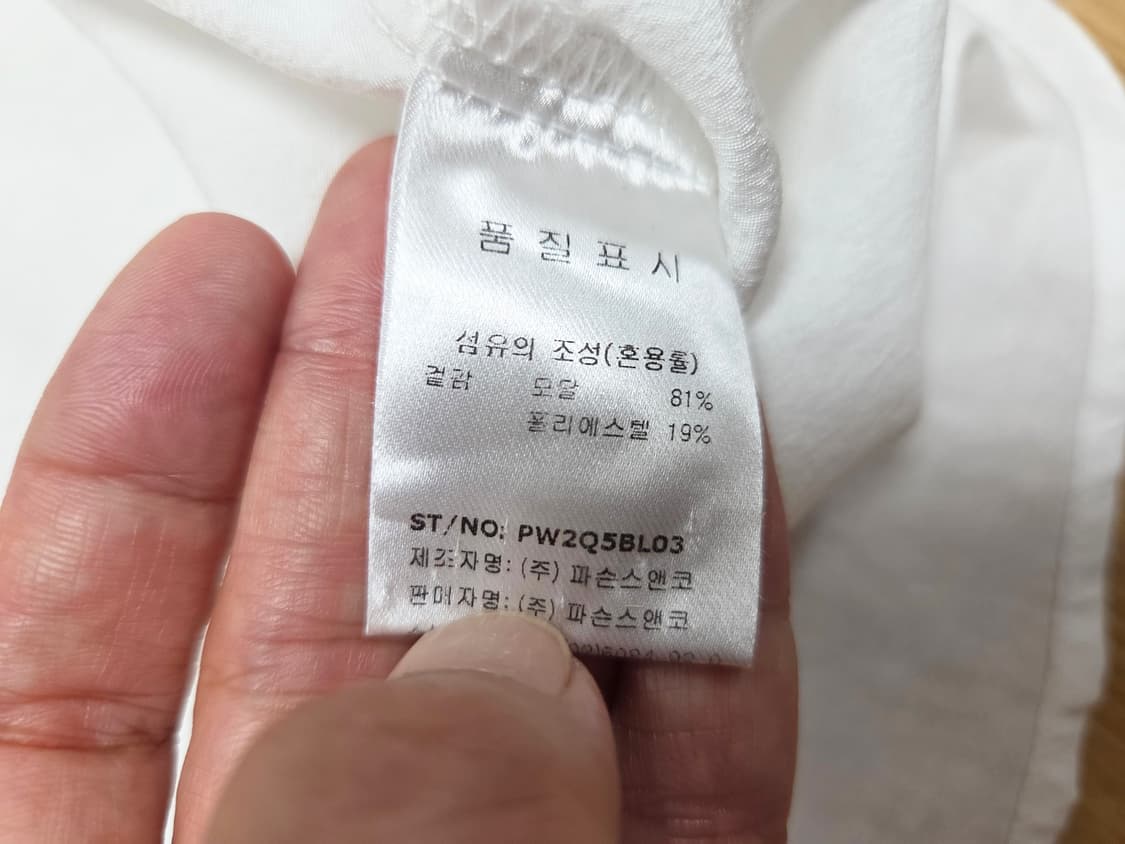 품질표시
섬유의 조성(혼용률)
겉감 모달 81%
폴리에스텔 19%
ST/NO: PW2Q5BL03
제조자명: (주) 파슨스앤코
판매자명: (주) 파슨스앤코